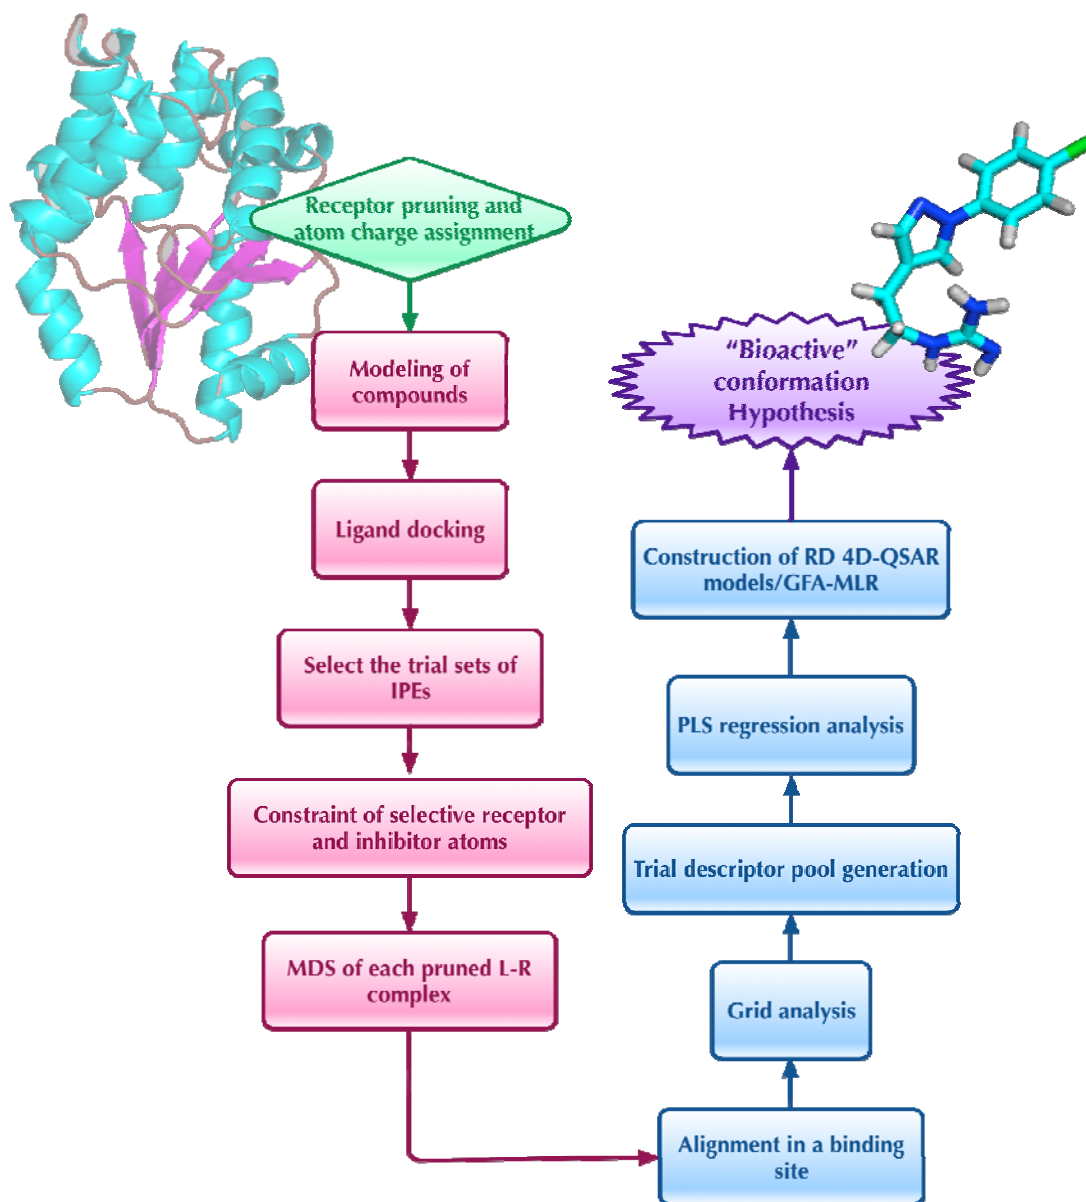 Receptor pruning and
atom charge assignment
Modeling of
compounds
Ligand docking
Select the trial sets of
IPEs
Constraint of selective receptor
and inhibitor atoms
MDS of each pruned L-R
complex
Alignment in a binding
site
Grid analysis
Trial descriptor pool generation
PLS regression analysis
Construction of RD 4D-QSAR
models/GFA-MLR
“Bioactive”
conformation
Hypothesis